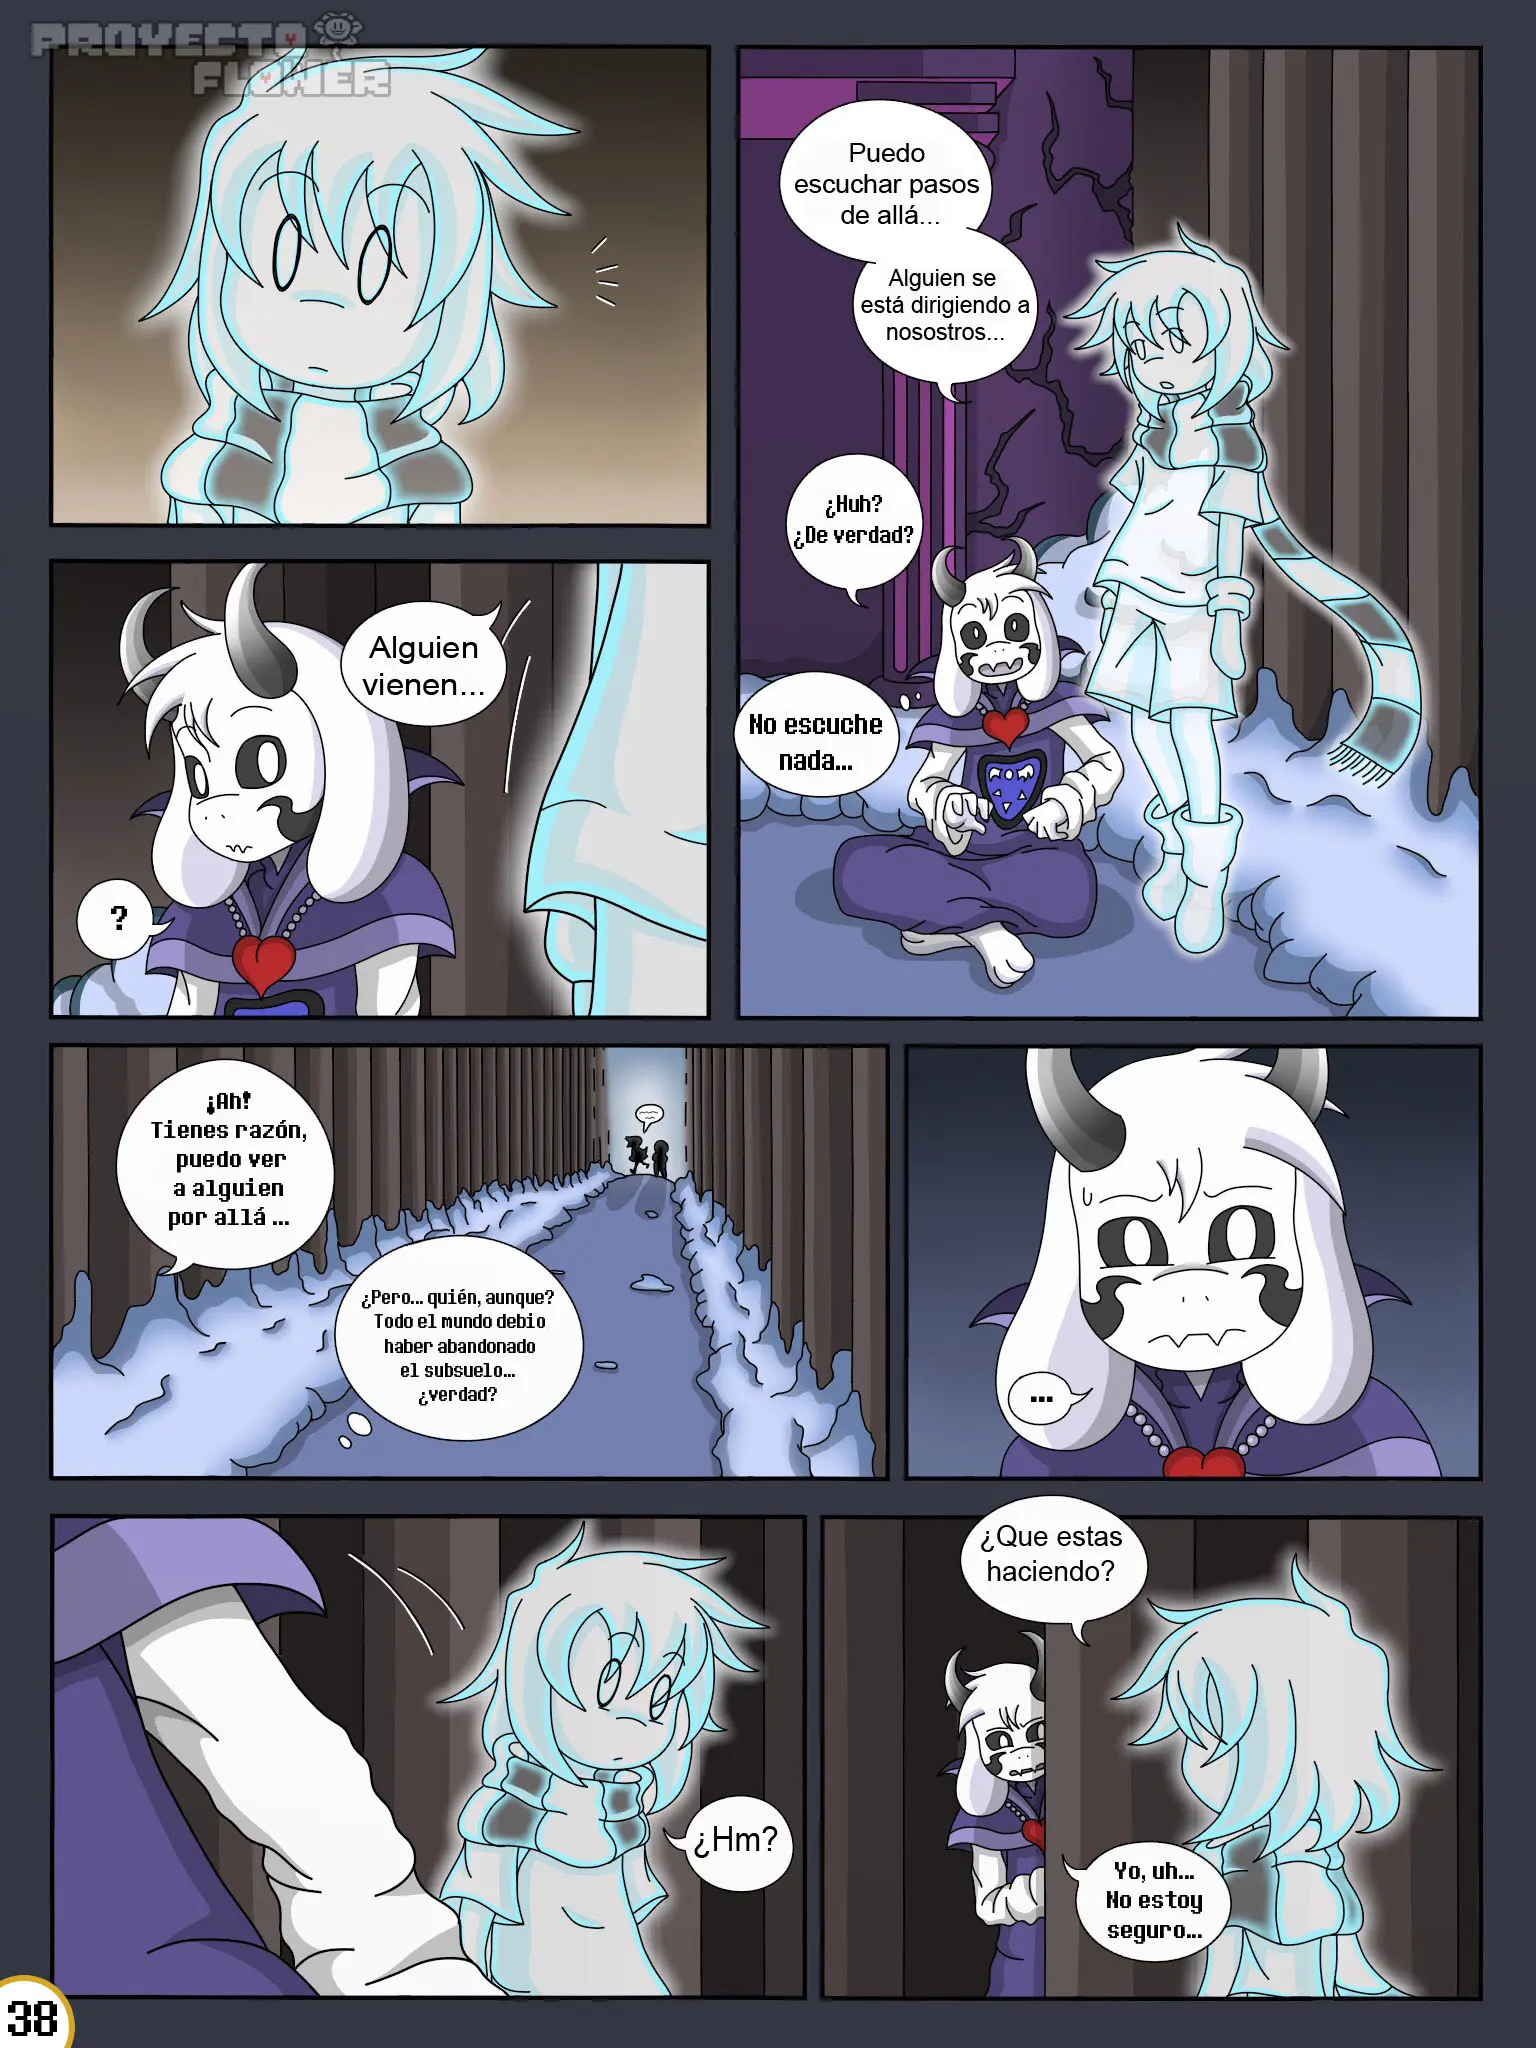 PROYECTO
FLOWER
Alguien
vienen...
?
Puedo
escuchar pasos
de allá...
Alguien se
está dirigiendo a
nosostros...
¿Huh?
¿De verdad?
No escuche
nada...
¡Ah!
Tienes razón,
puedo ver
a alguien
por allá ...
¿Pero... quién, aunque?
Todo el mundo debio
haber abandonado
el subsuelo...
¿verdad?
...
¿Hm?
¿Que estas
haciendo?
Yo, uh...
No estoy
seguro...
38